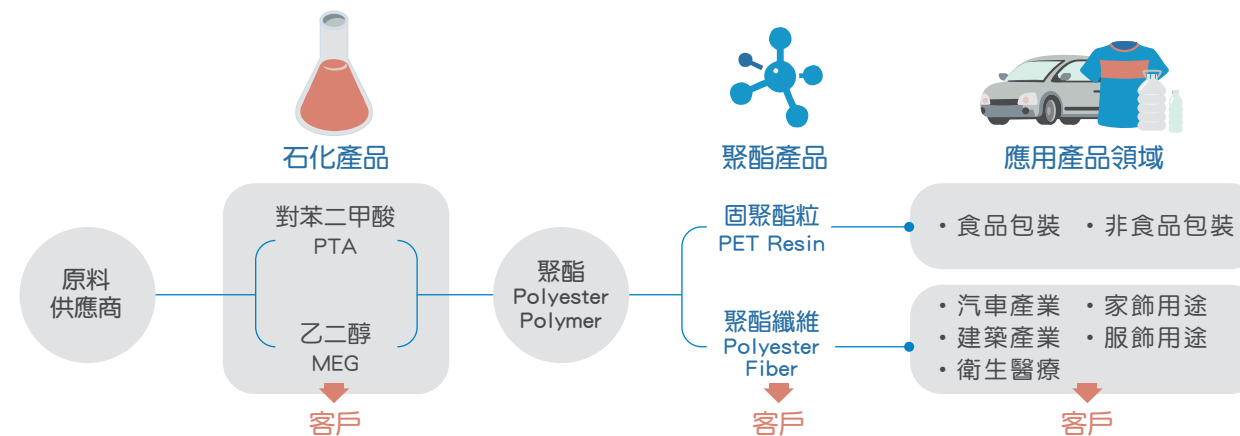 石化產品
聚酯產品
應用產品領域
原料
供應商
對苯二甲酸
PTA
乙二醇
MEG
客戶
聚酯
Polyester
Polymer
固聚酯粒
PET Resin
聚酯纖維
Polyester
Fiber
客戶
・食品包裝 ・非食品包裝
・汽車產業 ・家飾用途
・建築產業 ・服飾用途
・衛生醫療
客戶